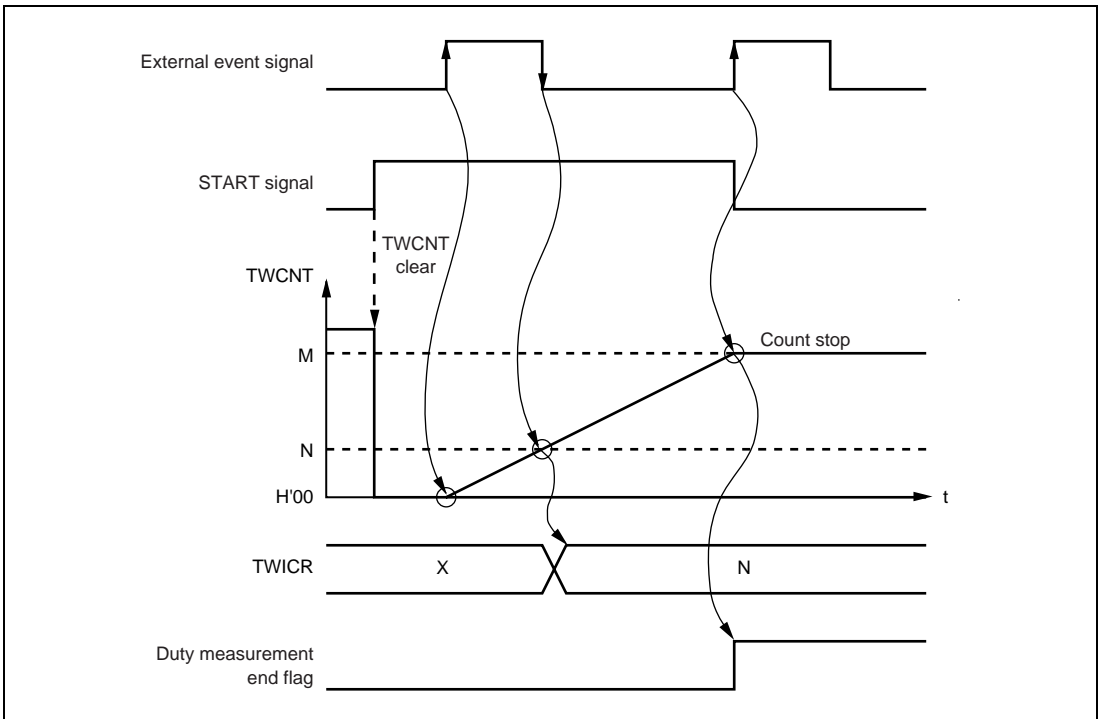 External event signal
START signal
TWCNT
clear
TWCNT
M
Count stop
N
H'00
t
TWICR
X
N
Duty measurement
end flag